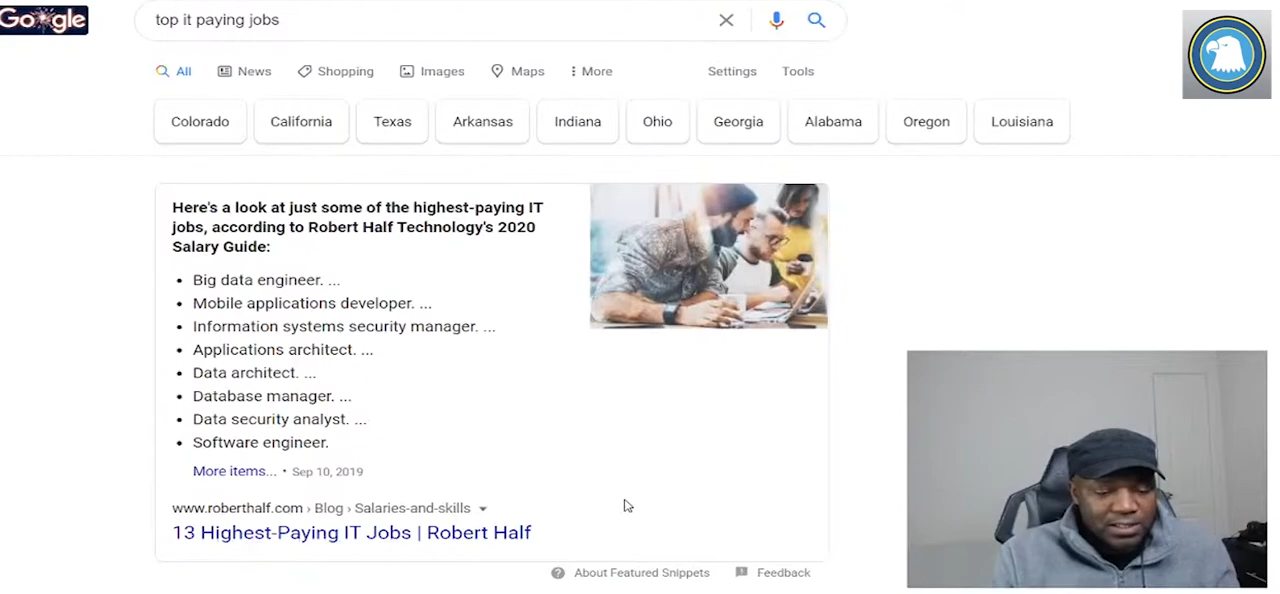 Google
top it paying jobs
All News Shopping Images Maps More Settings Tools
Colorado California Texas Arkansas Indiana Ohio Georgia Alabama Oregon Louisiana
Here's a look at just some of the highest-paying IT
jobs, according to Robert Half Technology's 2020
Salary Guide:
• Big data engineer. ...
• Mobile applications developer. ...
• Information systems security manager. ...
• Applications architect. ...
• Data architect. ...
• Database manager. ...
• Data security analyst. ...
• Software engineer.
More items... • Sep 10, 2019
www.roberthalf.com › Blog › Salaries-and-skills
13 Highest-Paying IT Jobs | Robert Half
About Featured Snippets Feedback